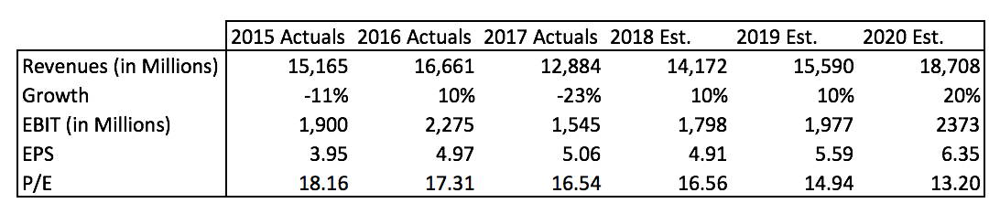 2015 Actuals 2016 Actuals 2017 Actuals 2018 Est. 2019 Est. 2020 Est.
Revenues (in Millions) 15,165 16,661 12,884 14,172 15,590 18,708
Growth -11% 10% -23% 10% 10% 20%
EBIT (in Millions) 1,900 2,275 1,545 1,798 1,977 2373
EPS 3.95 4.97 5.06 4.91 5.59 6.35
P/E 18.16 17.31 16.54 16.56 14.94 13.20